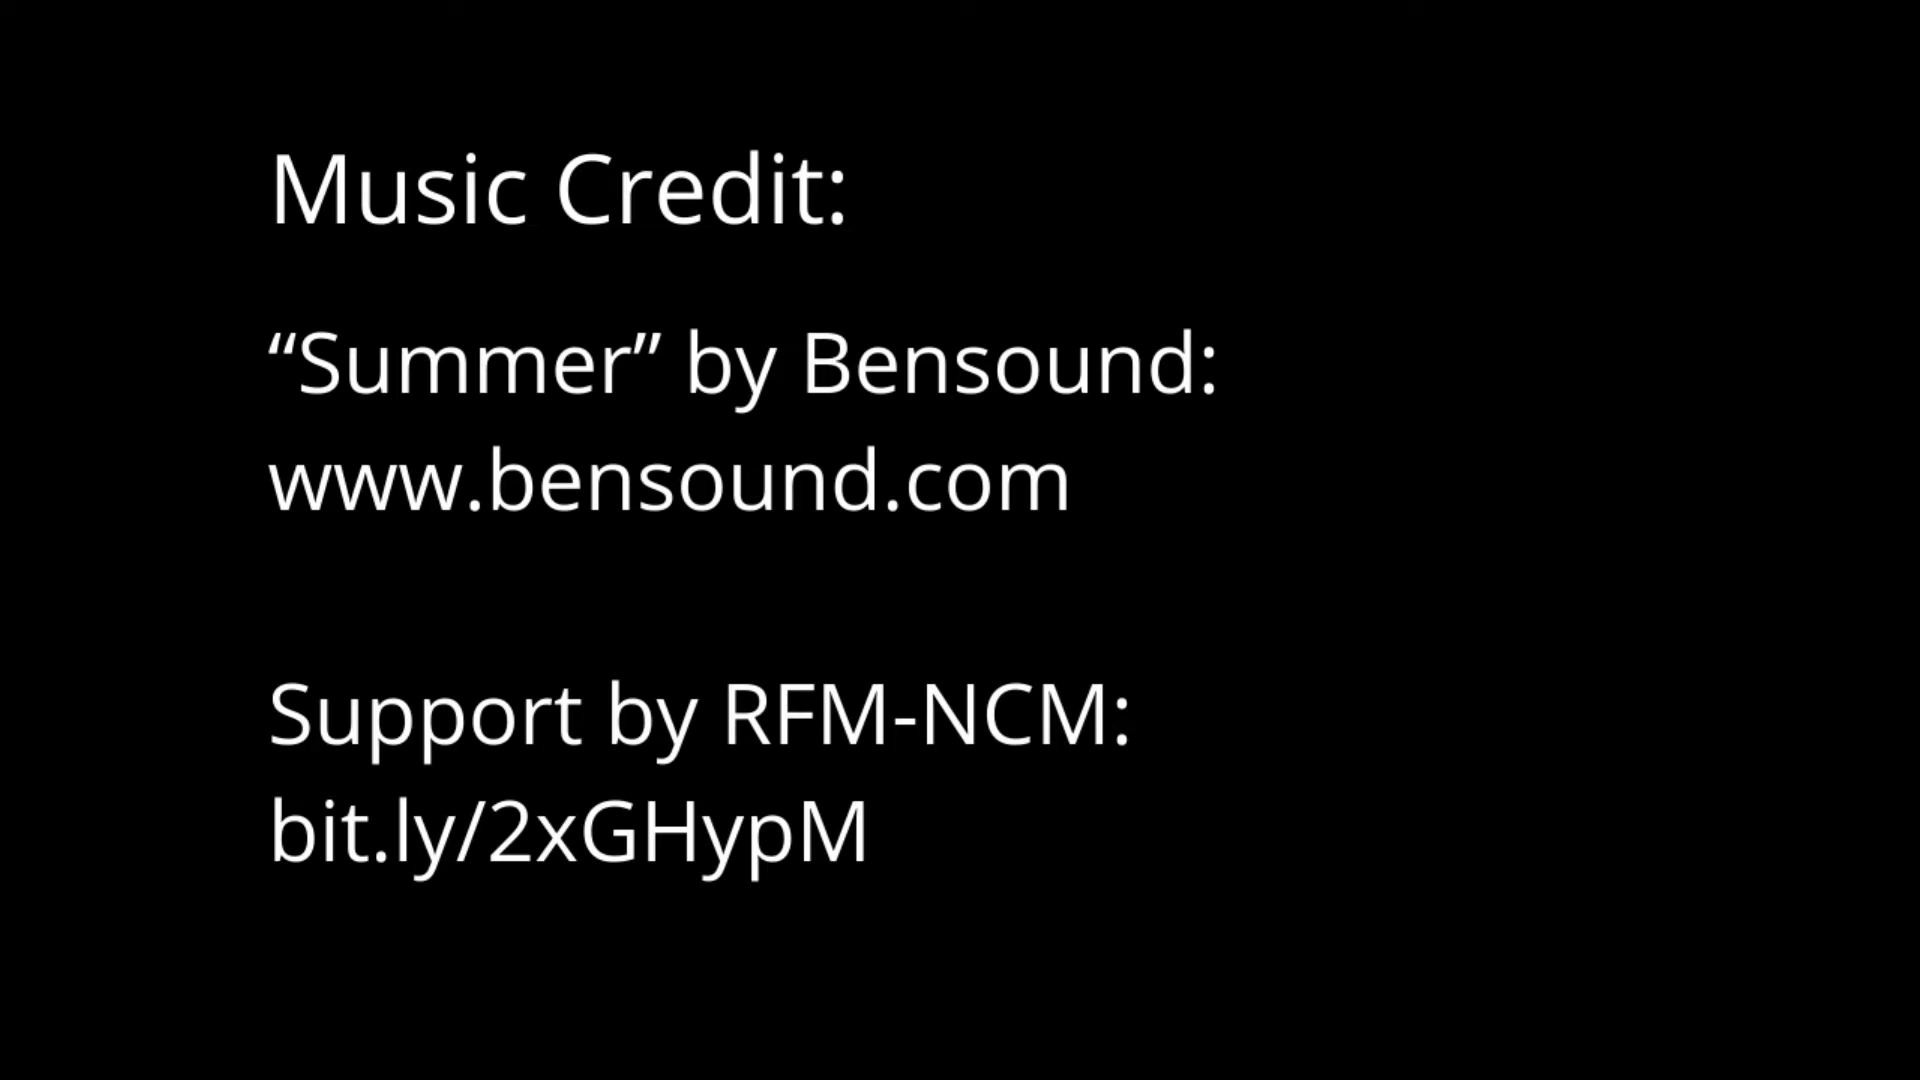 Music Credit:
“Summer” by Bensound:
www.bensound.com
Support by RFM-NCM:
bit.ly/2xGHypM